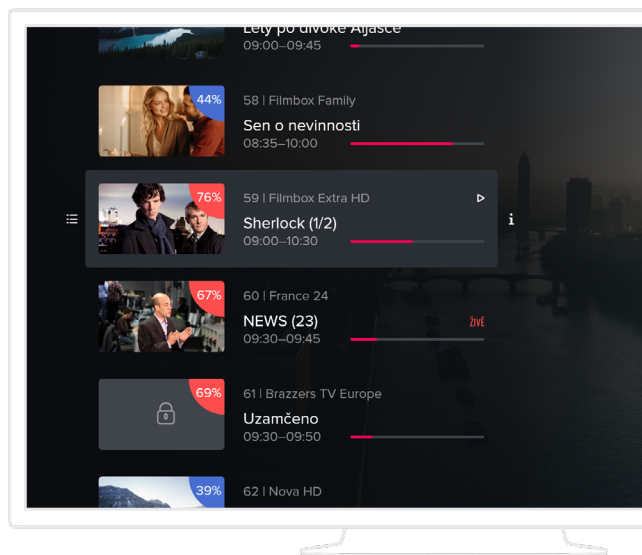 Lety po divoké Aljašce
09:00–09:45
44%
58 | Filmbox Family
Sen o nevinnosti
08:35–10:00
76%
59 | Filmbox Extra HD
Sherlock (1/2)
09:00–10:30
i
67%
60 | France 24
NEWS (23)
ŽIVĚ
09:30–09:45
69%
61 | Brazzers TV Europe
Uzamčeno
09:30–09:50
39%
62 | Nova HD